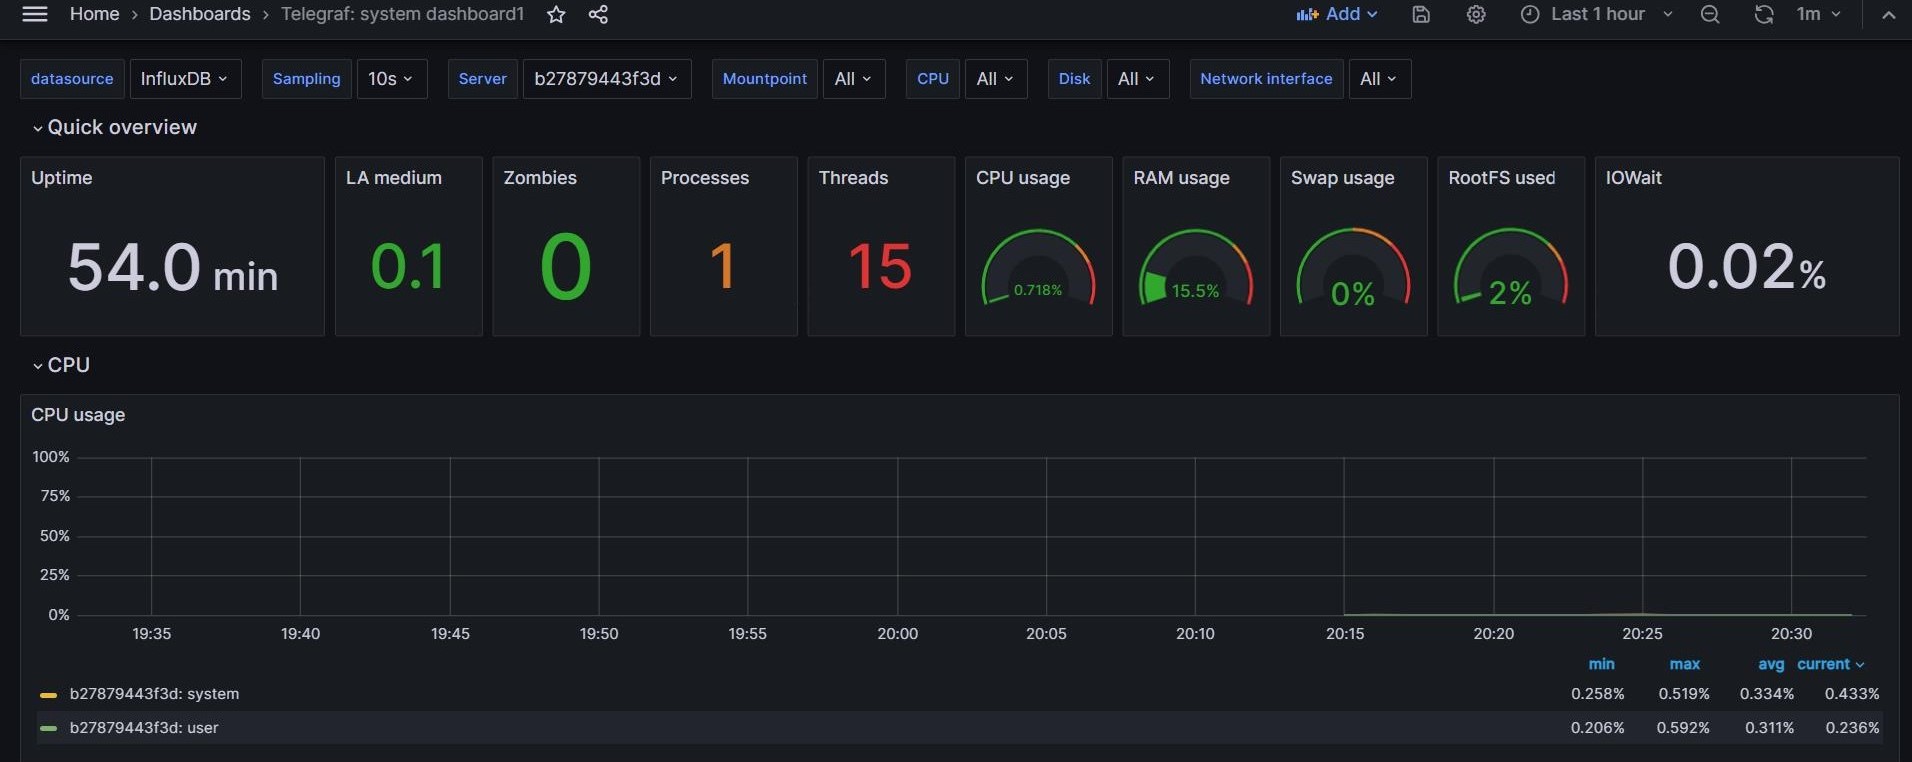 Home › Dashboards › Telegraf: system dashboard1 Add Last 1 hour 1m
datasource InfluxDB Sampling 10s Server b27879443f3d Mountpoint All CPU All Disk All Network interface All
Quick overview
Uptime LA medium Zombies Processes Threads CPU usage RAM usage Swap usage RootFS used IOWait
54.0 min 0.1 0 1 15 0.718% 15.5% 0% 2% 0.02%
CPU
CPU usage
100%
75%
50%
25%
0%
19:35 19:40 19:45 19:50 19:55 20:00 20:05 20:10 20:15 20:20 20:25 20:30
min max avg current
b27879443f3d: system 0.258% 0.519% 0.334% 0.433%
b27879443f3d: user 0.206% 0.592% 0.311% 0.236%